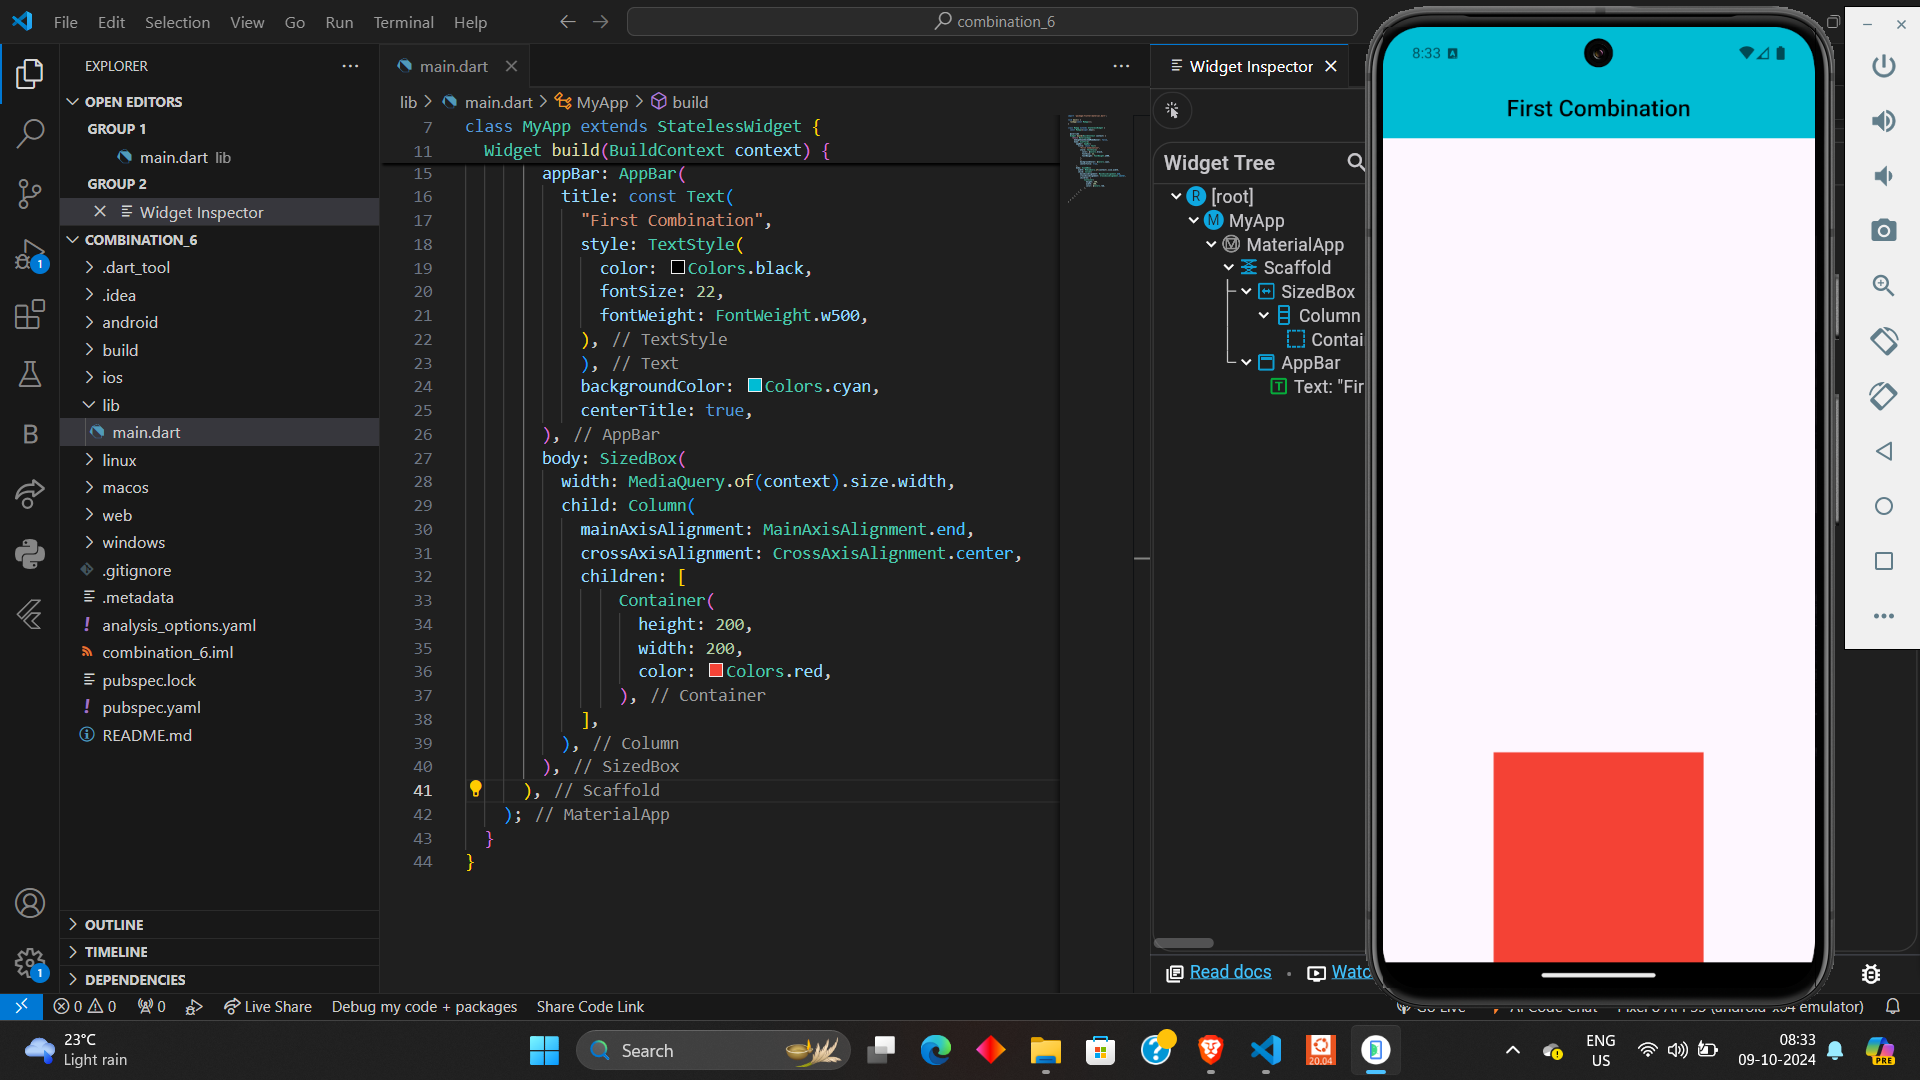 File Edit Selection View Go Run Terminal Help
combination_6
EXPLORER
OPEN EDITORS
GROUP 1
main.dart lib
GROUP 2
Widget Inspector
COMBINATION_6
.dart_tool
.idea
android
build
ios
lib
main.dart
linux
macos
web
windows
.gitignore
.metadata
analysis_options.yaml
combination_6.iml
pubspec.lock
pubspec.yaml
README.md
OUTLINE
TIMELINE
DEPENDENCIES
main.dart
lib > main.dart > MyApp > build
7 class MyApp extends StatelessWidget {
11 Widget build(BuildContext context) {
15 appBar: AppBar(
16 title: const Text(
17 "First Combination",
18 style: TextStyle(
19 color: Colors.black,
20 fontSize: 22,
21 fontWeight: FontWeight.w500,
22 ), // TextStyle
23 ), // Text
24 backgroundColor: Colors.cyan,
25 centerTitle: true,
26 ), // AppBar
27 body: SizedBox(
28 width: MediaQuery.of(context).size.width,
29 child: Column(
30 mainAxisAlignment: MainAxisAlignment.end,
31 crossAxisAlignment: CrossAxisAlignment.center,
32 children: [
33 Container(
34 height: 200,
35 width: 200,
36 color: Colors.red,
37 ), // Container
38 ],
39 ), // Column
40 ), // SizedBox
41 ), // Scaffold
42 ); // MaterialApp
43 }
44 }
Widget Inspector
Widget Tree
[root]
MyApp
MaterialApp
Scaffold
SizedBox
Column
Contai
AppBar
Text: "Fir
Read docs
Watc
8:33
First Combination
0 0 0 Live Share Debug my code + packages Share Code Link
23°C
Light rain
Search
20.04
ENG
US
08:33
09-10-2024
PRE